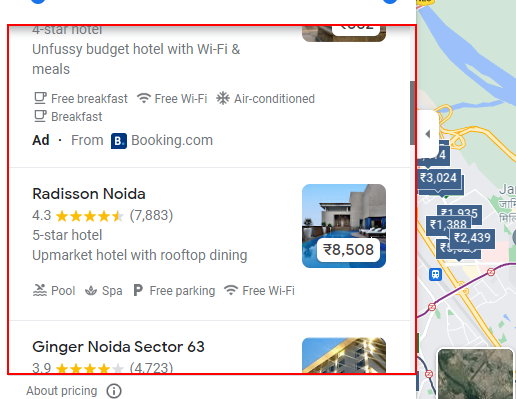 4-star hotel
Unfussy budget hotel with Wi-Fi &
meals
Free breakfast Free Wi-Fi Air-conditioned
Breakfast
Ad · From B. Booking.com
Radisson Noida
4.3 (7,883)
5-star hotel
Upmarket hotel with rooftop dining
₹8,508
Pool Spa P Free parking Free Wi-Fi
Ginger Noida Sector 63
3.9 (4,723)
About pricing
₹3,024
₹1,935
₹1,388
₹2,439